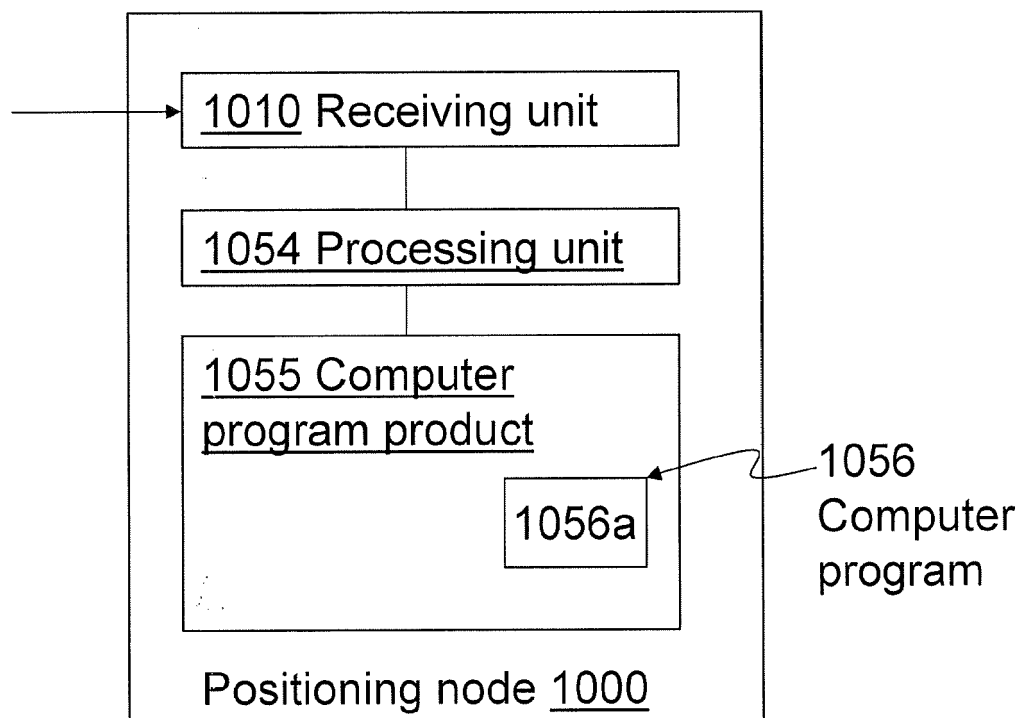 1010 Receiving unit
1054 Processing unit
1055 Computer
program product
1056a
1056
Computer
program
Positioning node 1000